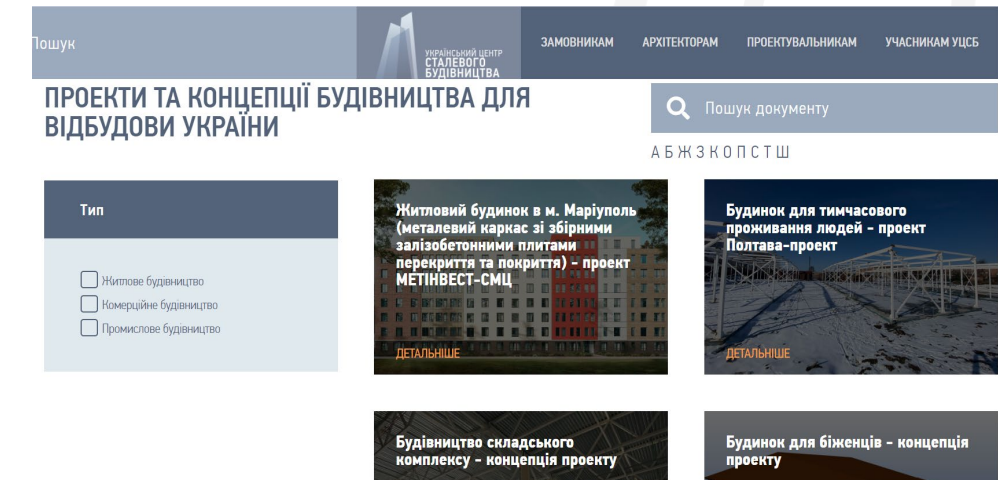 Пошук
УКРАЇНСЬКИЙ ЦЕНТР
СТАЛЕВОГО
БУДІВНИЦТВА
ЗАМОВНИКАМ
АРХІТЕКТОРАМ
ПРОЕКТУВАЛЬНИКАМ
УЧАСНИКАМ УЦСБ
ПРОЕКТИ ТА КОНЦЕПЦІЇ БУДІВНИЦТВА ДЛЯ
ВІДБУДОВИ УКРАЇНИ
Пошук документу
А Б Ж З К О П С Т Ш
Тип
Житлове будівництво
Комерційне будівництво
Промислове будівництво
Житловий будинок в м. Маріуполь
(металевий каркас зі збірними
залізобетонними плитами
перекриття та покриття) – проект
МЕТІНВЕСТ-СМЦ
ДЕТАЛЬНІШЕ
Будинок для тимчасового
проживання людей – проект
Полтава-проект
ДЕТАЛЬНІШЕ
Будівництво складського
комплексу – концепція проекту
Будинок для біженців – концепція
проекту